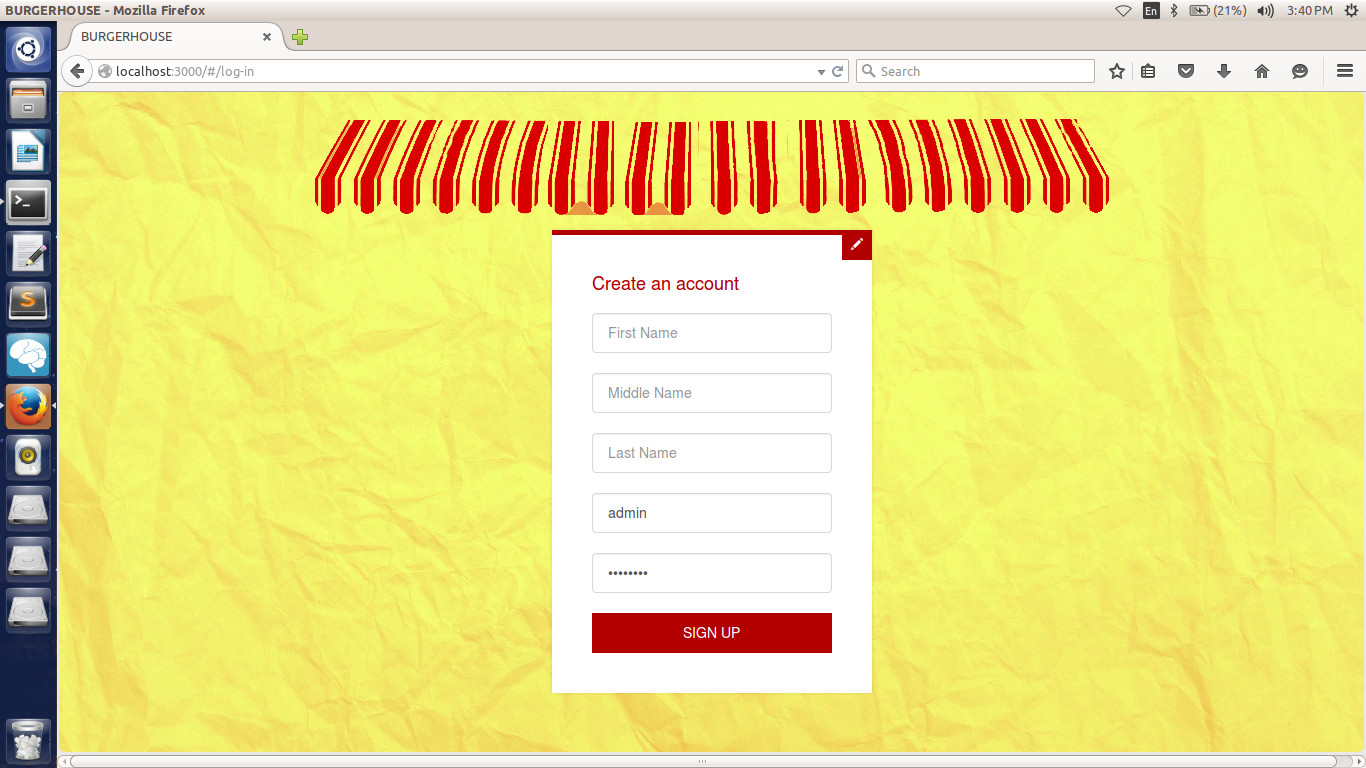 BURGERHOUSE - Mozilla Firefox
En
(21%)
3:40 PM
BURGERHOUSE
localhost:3000/#/log-in
Search
Create an account
First Name
Middle Name
Last Name
admin
••••••••
SIGN UP